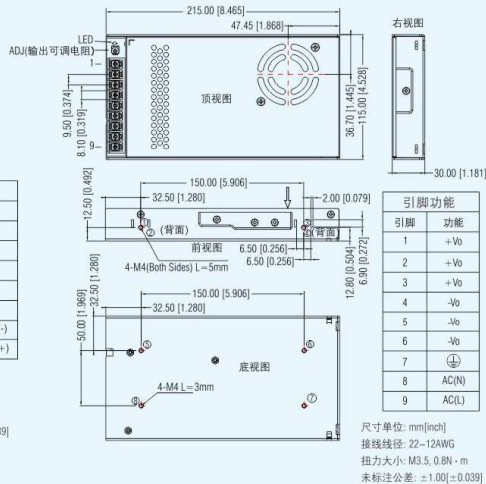 215.00 [8.465]
47.45 [1.868]
右视图
LED
ADJ(输出可调电阻)
1
9.50 [0.374]
8.10 [0.319]
9
顶视图
36.70 [1.445]
115.00 [4.528]
30.00 [1.181]
150.00 [5.906]
32.50 [1.280]
2.00 [0.079]
12.50 [0.492]
② (背面)
(背面)
前视图
6.50 [0.256]
6.50 [0.256]
4-M4(Both Sides) L=5mm
12.80 [0.504]
6.90 [0.272]
150.00 [5.906]
32.50 [1.280]
32.50 [1.280]
50.00 [1.969]
⑤
⑥
底视图
4-M4 L=3mm
⑧
⑦
引脚功能
引脚 功能
1 +Vo
2 +Vo
3 +Vo
4 -Vo
5 -Vo
6 -Vo
7
8 AC(N)
9 AC(L)
尺寸单位: mm[inch]
接线线径: 22-12AWG
扭力大小: M3.5, 0.8N·m
未标注公差: ±1.00[±0.039]
-)
+)
9]